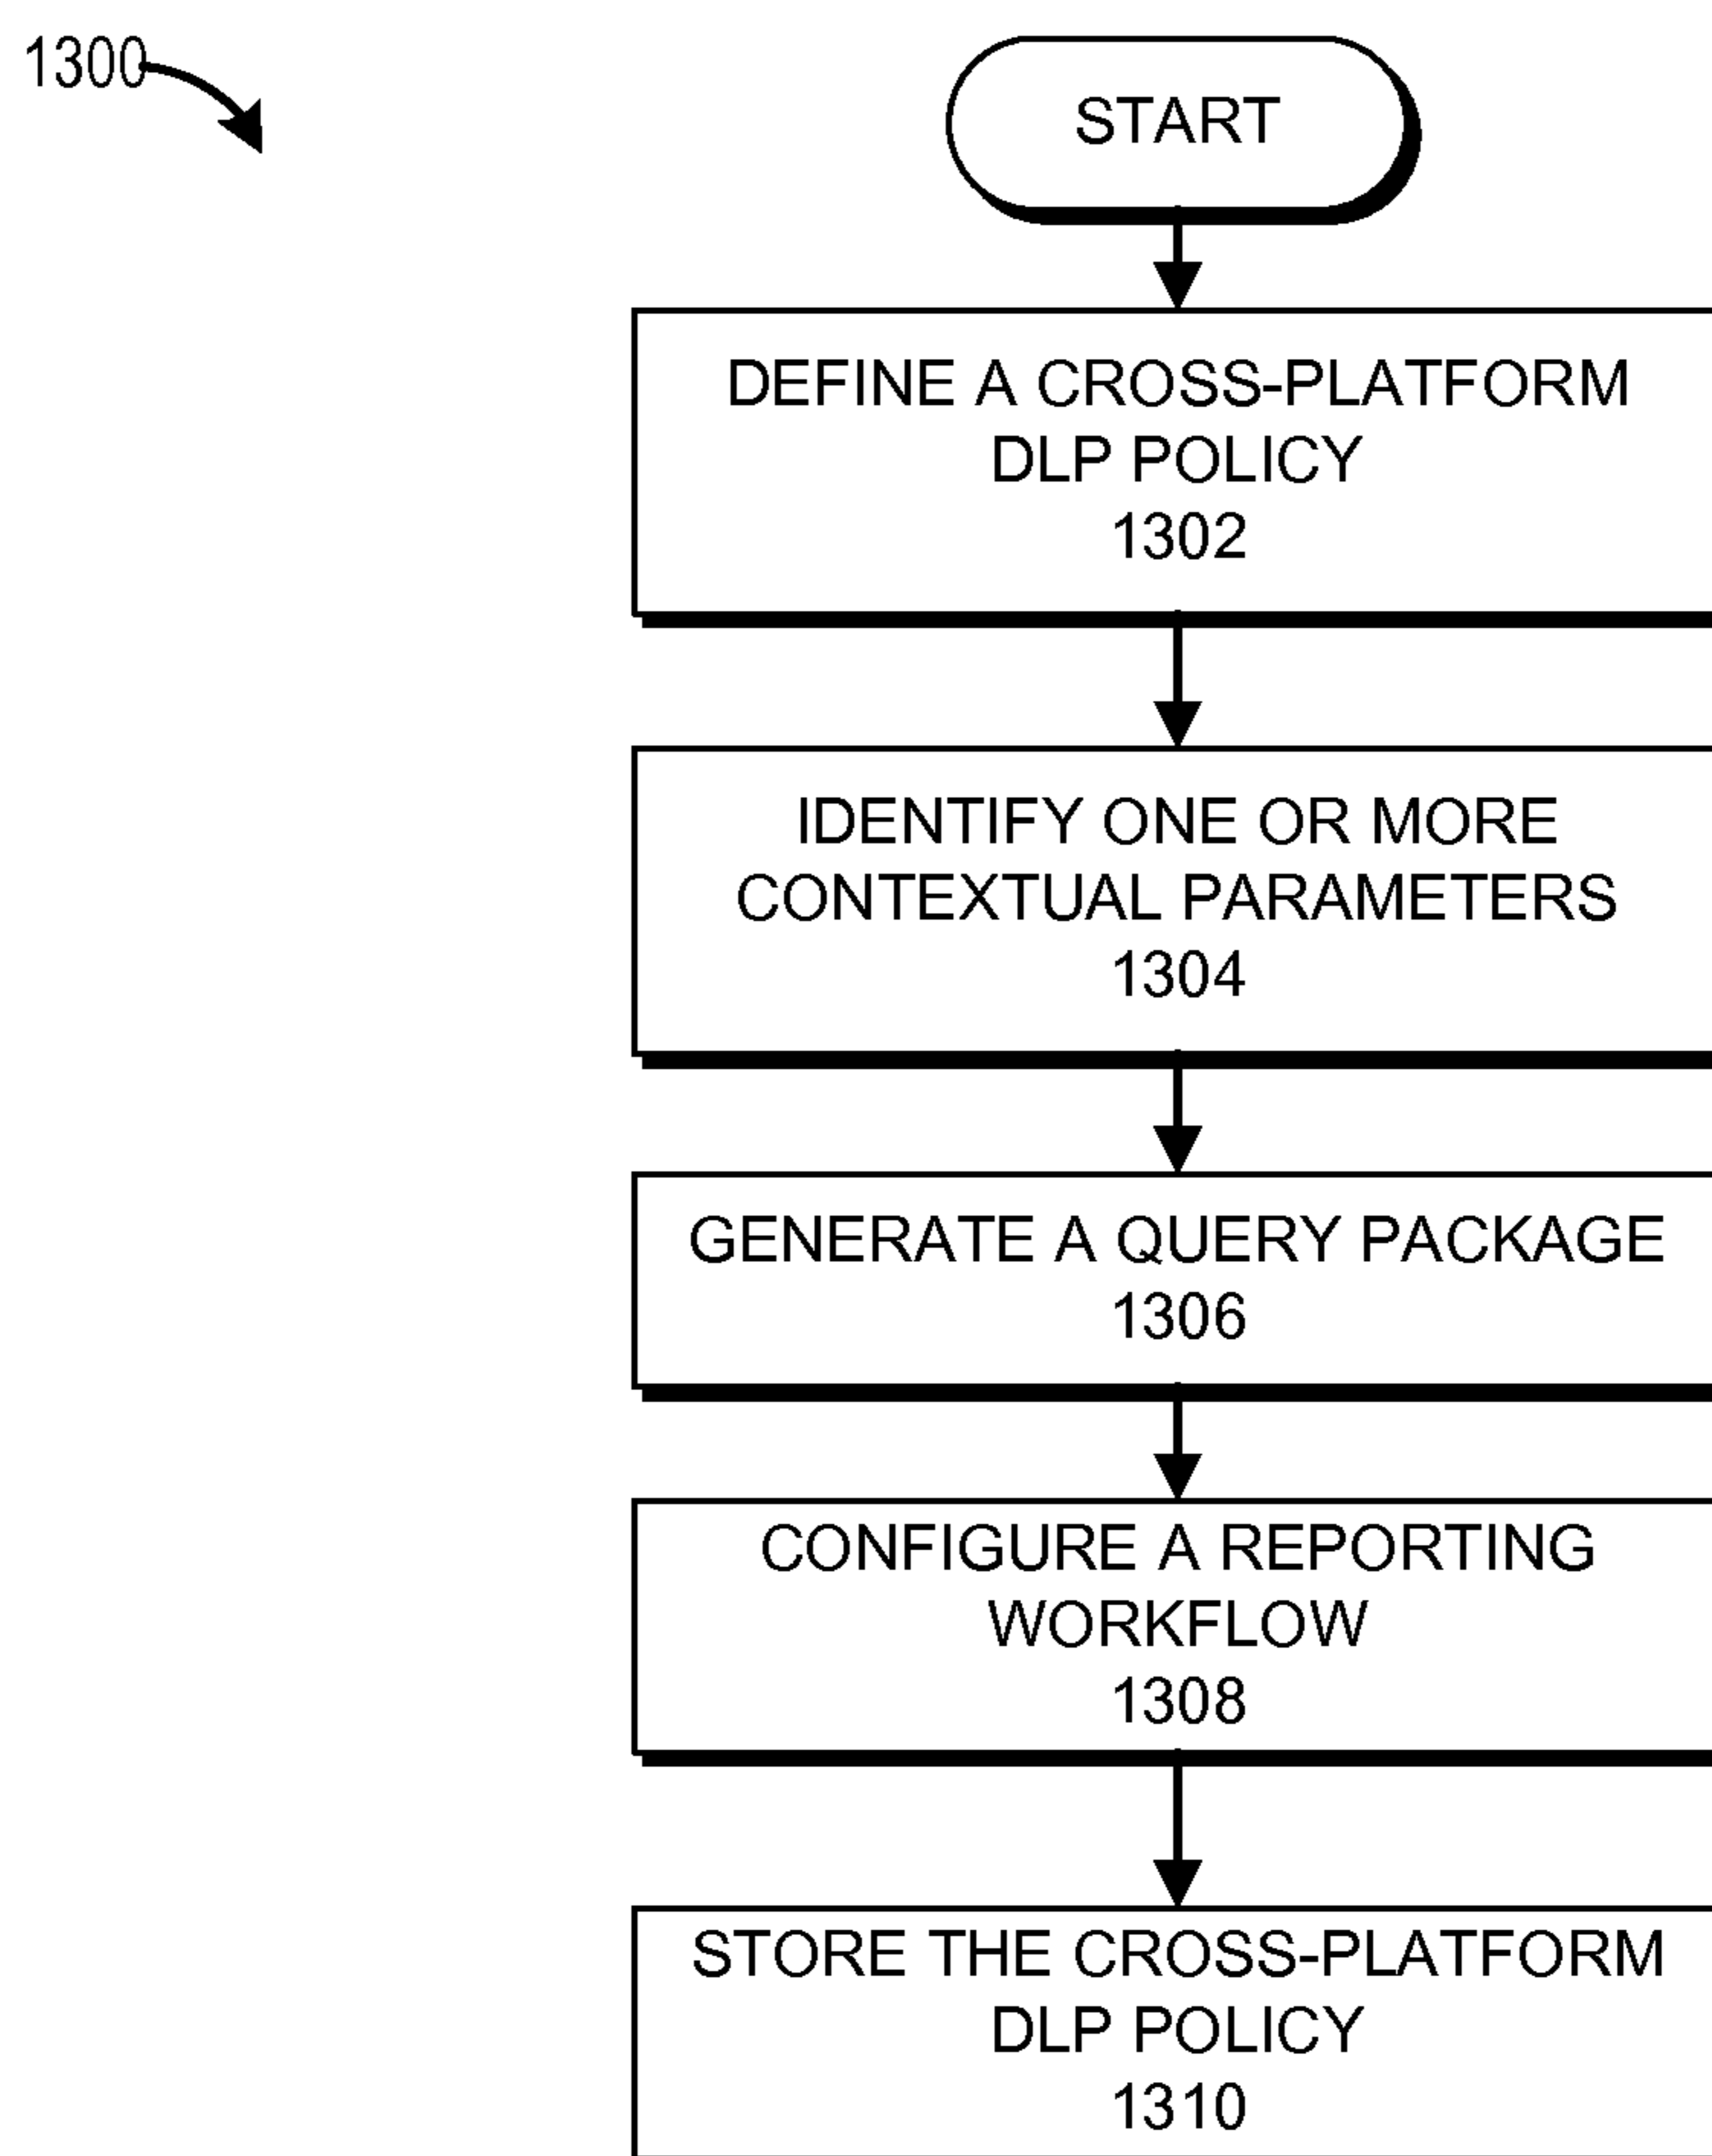 1300
START
DEFINE A CROSS-PLATFORM
DLP POLICY
1302
IDENTIFY ONE OR MORE
CONTEXTUAL PARAMETERS
1304
GENERATE A QUERY PACKAGE
1306
CONFIGURE A REPORTING
WORKFLOW
1308
STORE THE CROSS-PLATFORM
DLP POLICY
1310